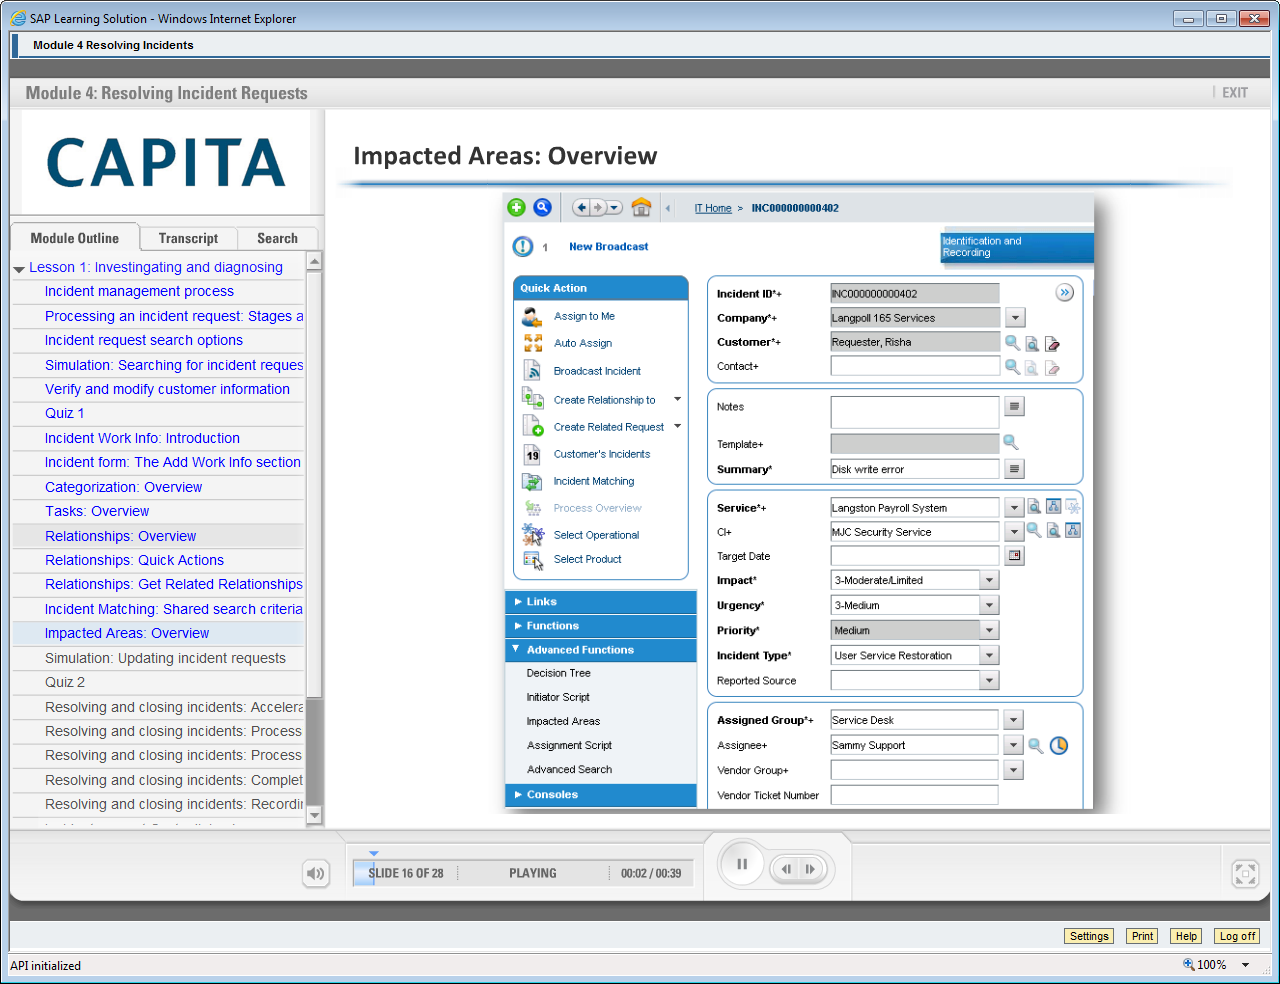 SAP Learning Solution - Windows Internet Explorer
Module 4 Resolving Incidents
Module 4: Resolving Incident Requests
EXIT
CAPITA
Module Outline
Transcript
Search
Lesson 1: Investingating and diagnosing
Incident management process
Processing an incident request: Stages a
Incident request search options
Simulation: Searching for incident reques
Verify and modify customer information
Quiz 1
Incident Work Info: Introduction
Incident form: The Add Work Info section
Categorization: Overview
Tasks: Overview
Relationships: Overview
Relationships: Quick Actions
Relationships: Get Related Relationships
Incident Matching: Shared search criteria
Impacted Areas: Overview
Simulation: Updating incident requests
Quiz 2
Resolving and closing incidents: Accelera
Resolving and closing incidents: Process
Resolving and closing incidents: Process
Resolving and closing incidents: Complet
Resolving and closing incidents: Recordin
Impacted Areas: Overview
IT Home > INC000000000402
1 New Broadcast
Identification and
Recording
Quick Action
Assign to Me
Auto Assign
Broadcast Incident
Create Relationship to
Create Related Request
19 Customer's Incidents
Incident Matching
Process Overview
Select Operational
Select Product
Links
Functions
Advanced Functions
Decision Tree
Initiator Script
Impacted Areas
Assignment Script
Advanced Search
Consoles
Incident ID*+ INC000000000402
Company*+ Langpoll 165 Services
Customer*+ Requester, Risha
Contact+
Notes
Template+
Summary* Disk write error
Service*+ Langston Payroll System
CI+ MJC Security Service
Target Date
Impact* 3-Moderate/Limited
Urgency* 3-Medium
Priority* Medium
Incident Type* User Service Restoration
Reported Source
Assigned Group*+ Service Desk
Assignee+ Sammy Support
Vendor Group+
Vendor Ticket Number
SLIDE 16 OF 28
PLAYING
00:02 / 00:39
Settings
Print
Help
Log off
API initialized
100%